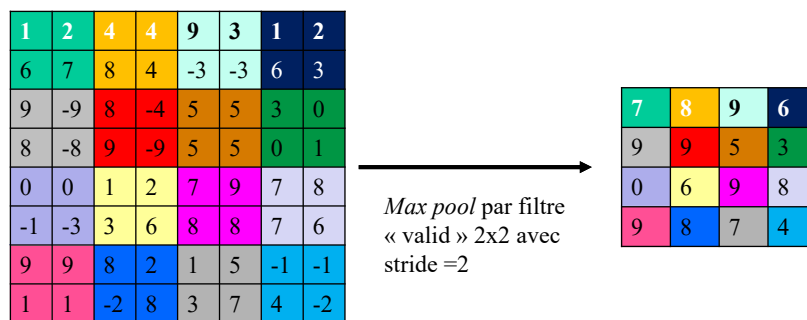 1 2 4 4 9 3 1 2
6 7 8 4 -3 -3 6 3
9 -9 8 -4 5 5 3 0
8 -8 9 -9 5 5 0 1
0 0 1 2 7 9 7 8
-1 -3 3 6 8 8 7 6
9 9 8 2 1 5 -1 -1
1 1 -2 8 3 7 4 -2
Max pool par filtre
« valid » 2x2 avec
stride =2
7 8 9 6
9 9 5 3
0 6 9 8
9 8 7 4